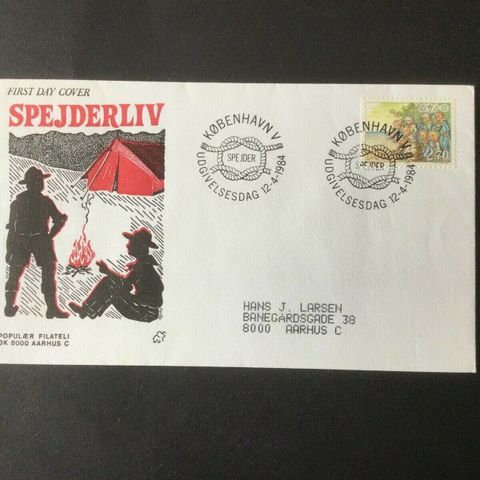 FIRST DAY COVER
SPEJDERLIV
KØBENHAVN V
SPEJDER
UDGIVELSESDAG 12-4-1984
KØBENHAVN V
SPEJDER
UDGIVELSESDAG 12-4-1984
HANS J. LARSEN
BANEGÅRDSGADE 38
8000 AARHUS C
POPULÆR FILATELI
DK 8000 AARHUS C